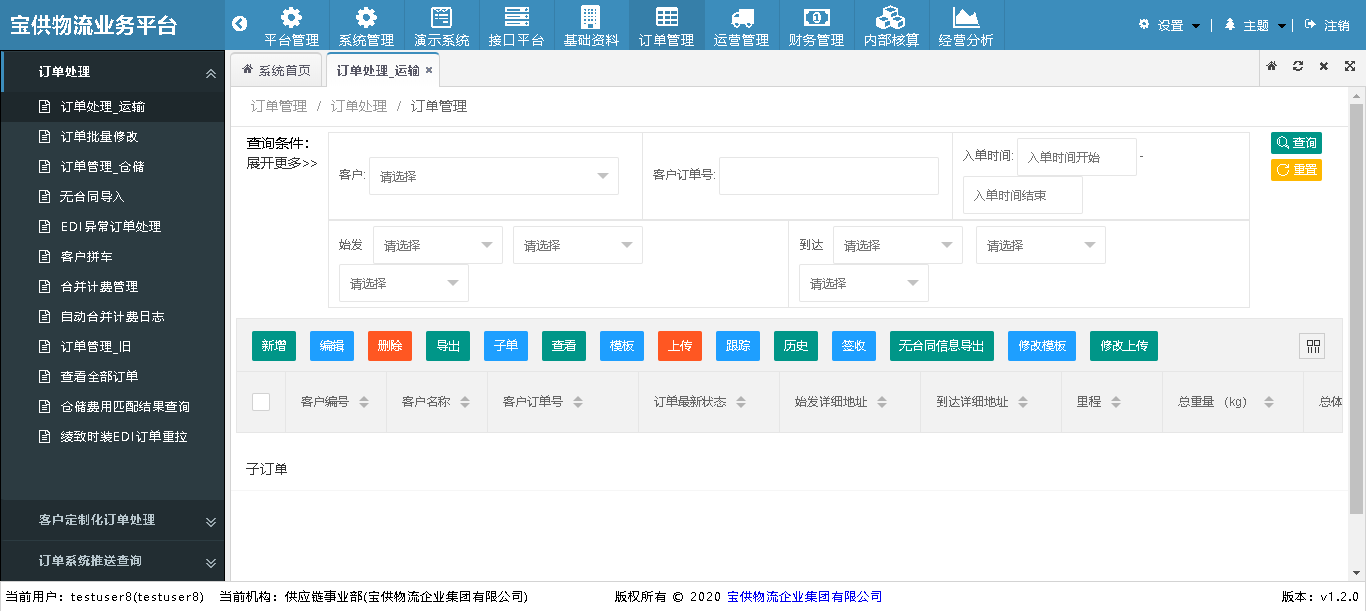 宝供物流业务平台
平台管理 系统管理 演示系统 接口平台 基础资料 订单管理 运营管理 财务管理 内部核算 经营分析
设置 主题 注销
订单处理
订单处理_运输
订单批量修改
订单管理_仓储
无合同导入
EDI异常订单处理
客户拼车
合并计费管理
自动合并计费日志
订单管理_旧
查看全部订单
仓储费用匹配结果查询
绫致时装EDI订单重拉
客户定制化订单处理
订单系统推送查询
系统首页 订单处理_运输 ×
订单管理 / 订单处理 / 订单管理
查询条件:
展开更多>>
客户: 请选择
客户订单号:
入单时间: 入单时间开始 -
入单时间结束
始发 请选择 请选择
请选择
到达 请选择 请选择
请选择
查询
重置
新增 编辑 删除 导出 子单 查看 模板 上传 跟踪 历史 签收 无合同信息导出 修改模板 修改上传
客户编号 客户名称 客户订单号 订单最新状态 始发详细地址 到达详细地址 里程 总重量 (kg) 总体
子订单
当前用户: testuser8(testuser8) 当前机构: 供应链事业部(宝供物流企业集团有限公司) 版权所有 © 2020 宝供物流企业集团有限公司 版本: v1.2.0